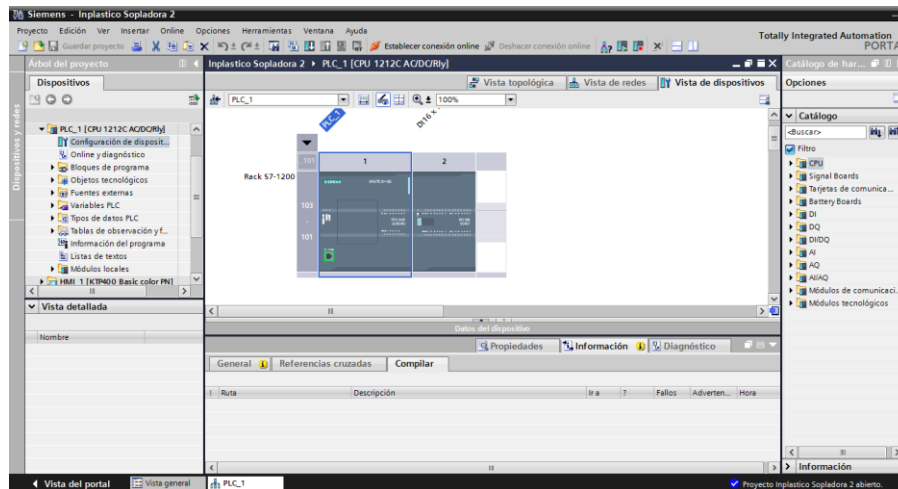 Siemens - Inplastico Sopladora 2
Proyecto Edición Ver Insertar Online Opciones Herramientas Ventana Ayuda
Totally Integrated Automation
PORTA
Guardar proyecto
Establecer conexión online
Deshacer conexión online
Árbol del proyecto
Inplastico Sopladora 2 ▸ PLC_1 [CPU 1212C AC/DC/Rly]
Catálogo de har...
Dispositivos
Vista topológica
Vista de redes
Vista de dispositivos
Opciones
PLC_1
100%
Dispositivos y redes
PLC_1 [CPU 1212C AC/DC/Rly]
Configuración de disposit...
Online y diagnóstico
Bloques de programa
Objetos tecnológicos
Fuentes externas
Variables PLC
Tipos de datos PLC
Tablas de observación y f...
Información del programa
Listas de textos
Módulos locales
HMI_1 [KTP400 Basic color PN]
PLC_1
DI16 x
101
1
2
Rack S7-1200
103
101
SIEMENS
Catálogo
<Buscar>
Filtro
CPU
Signal Boards
Tarjetas de comunica...
Battery Boards
DI
DQ
DI/DQ
AI
AQ
AI/AQ
Módulos de comunicaci.
Módulos tecnológicos
Vista detallada
Nombre
Datos del dispositivo
Propiedades
Información
Diagnóstico
General
Referencias cruzadas
Compilar
! Ruta Descripción Ir a ? Fallos Adverten... Hora
Información
Vista del portal
Vista general
PLC_1
Proyecto Inplastico Sopladora 2 abierto.